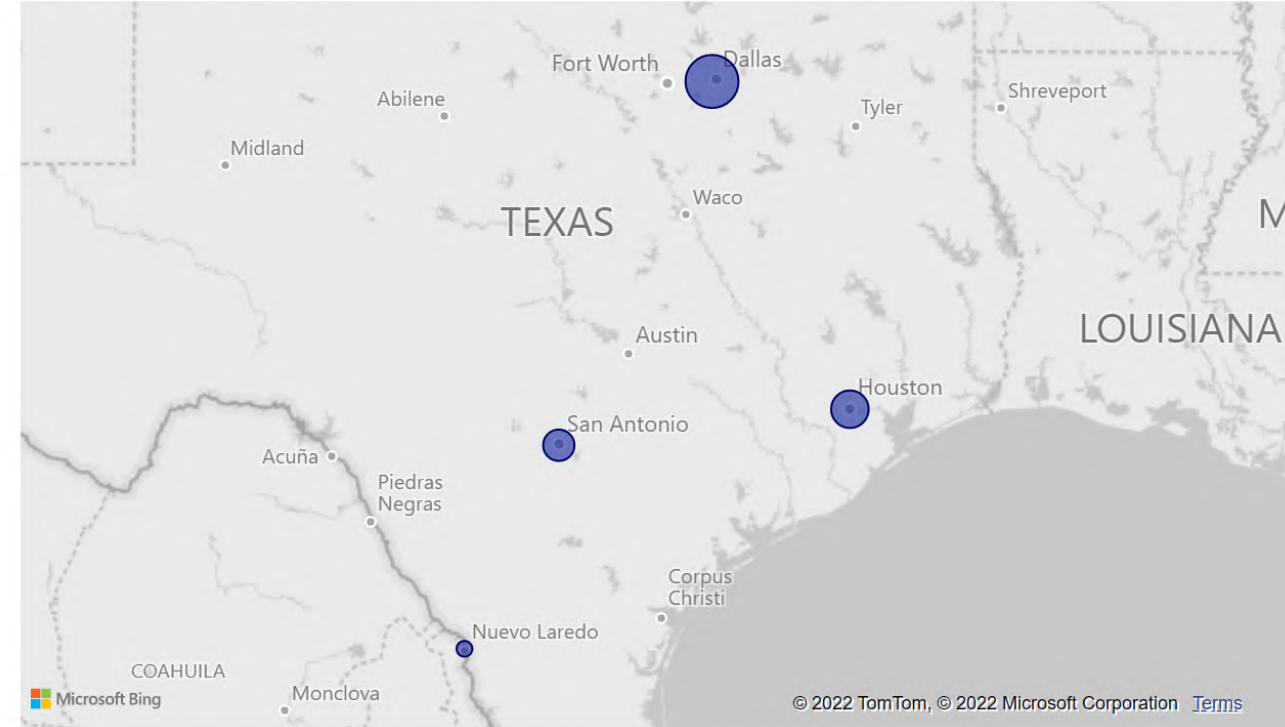 Fort Worth
Dallas
Abilene
Tyler
Shreveport
Midland
Waco
TEXAS
M
Austin
LOUISIANA
Houston
San Antonio
Acuña
Piedras
Negras
Corpus
Christi
Nuevo Laredo
COAHUILA
Monclova
Microsoft Bing
© 2022 TomTom, © 2022 Microsoft Corporation Terms